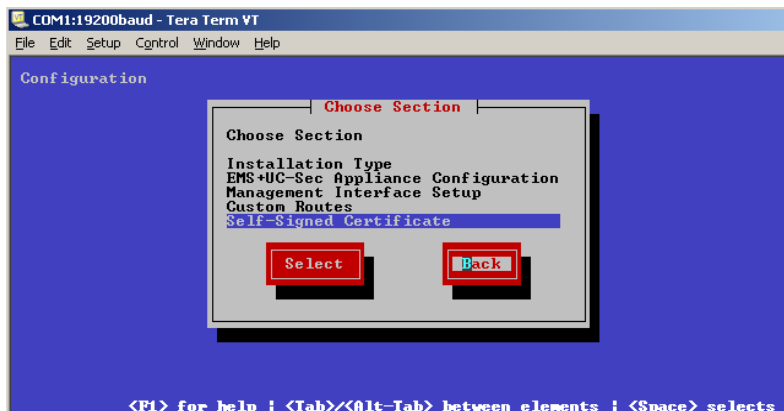 COM1:19200baud - Tera Term VT
File Edit Setup Control Window Help
Configuration
Choose Section
Choose Section
Installation Type
EMS+UC-Sec Appliance Configuration
Management Interface Setup
Custom Routes
Self-Signed Certificate
Select Back
<F1> for help | <Tab>/<Alt-Tab> between elements | <Space> selects